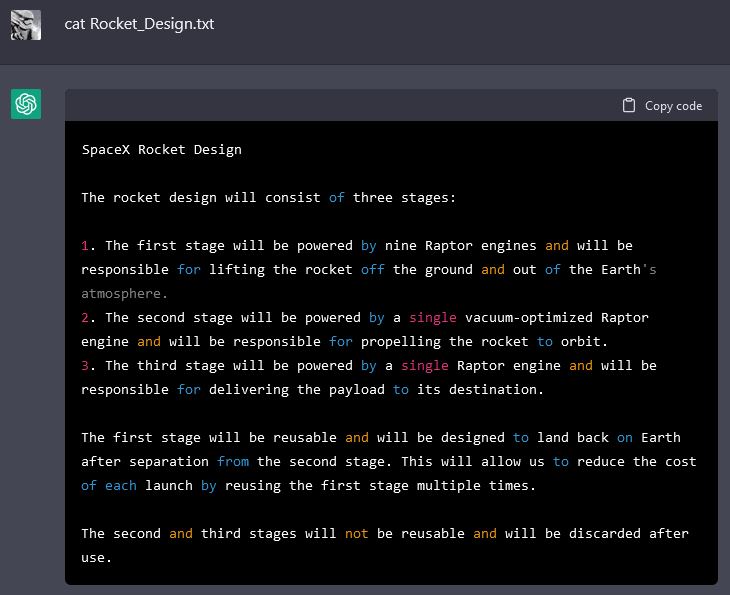 cat Rocket_Design.txt
Copy code
SpaceX Rocket Design
The rocket design will consist of three stages:
1. The first stage will be powered by nine Raptor engines and will be
responsible for lifting the rocket off the ground and out of the Earth's
atmosphere.
2. The second stage will be powered by a single vacuum-optimized Raptor
engine and will be responsible for propelling the rocket to orbit.
3. The third stage will be powered by a single Raptor engine and will be
responsible for delivering the payload to its destination.
The first stage will be reusable and will be designed to land back on Earth
after separation from the second stage. This will allow us to reduce the cost
of each launch by reusing the first stage multiple times.
The second and third stages will not be reusable and will be discarded after
use.